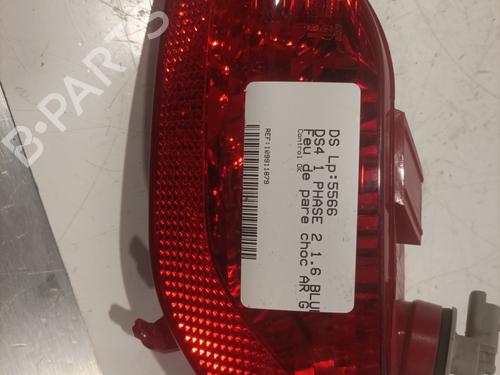 DS Lp:5566
DS4 1 PHASE 2 1.6 BLU
Feu de pare choc AR G
Control OK
REF:109911879
B-PARTS